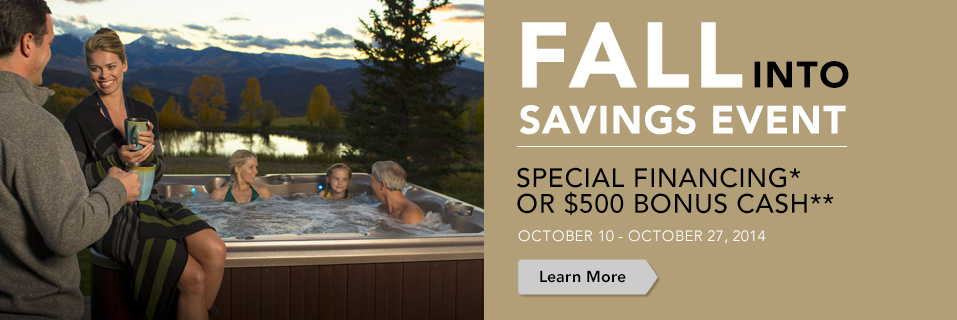 FALL INTO
SAVINGS EVENT
SPECIAL FINANCING*
OR $500 BONUS CASH**
OCTOBER 10 - OCTOBER 27, 2014
Learn More